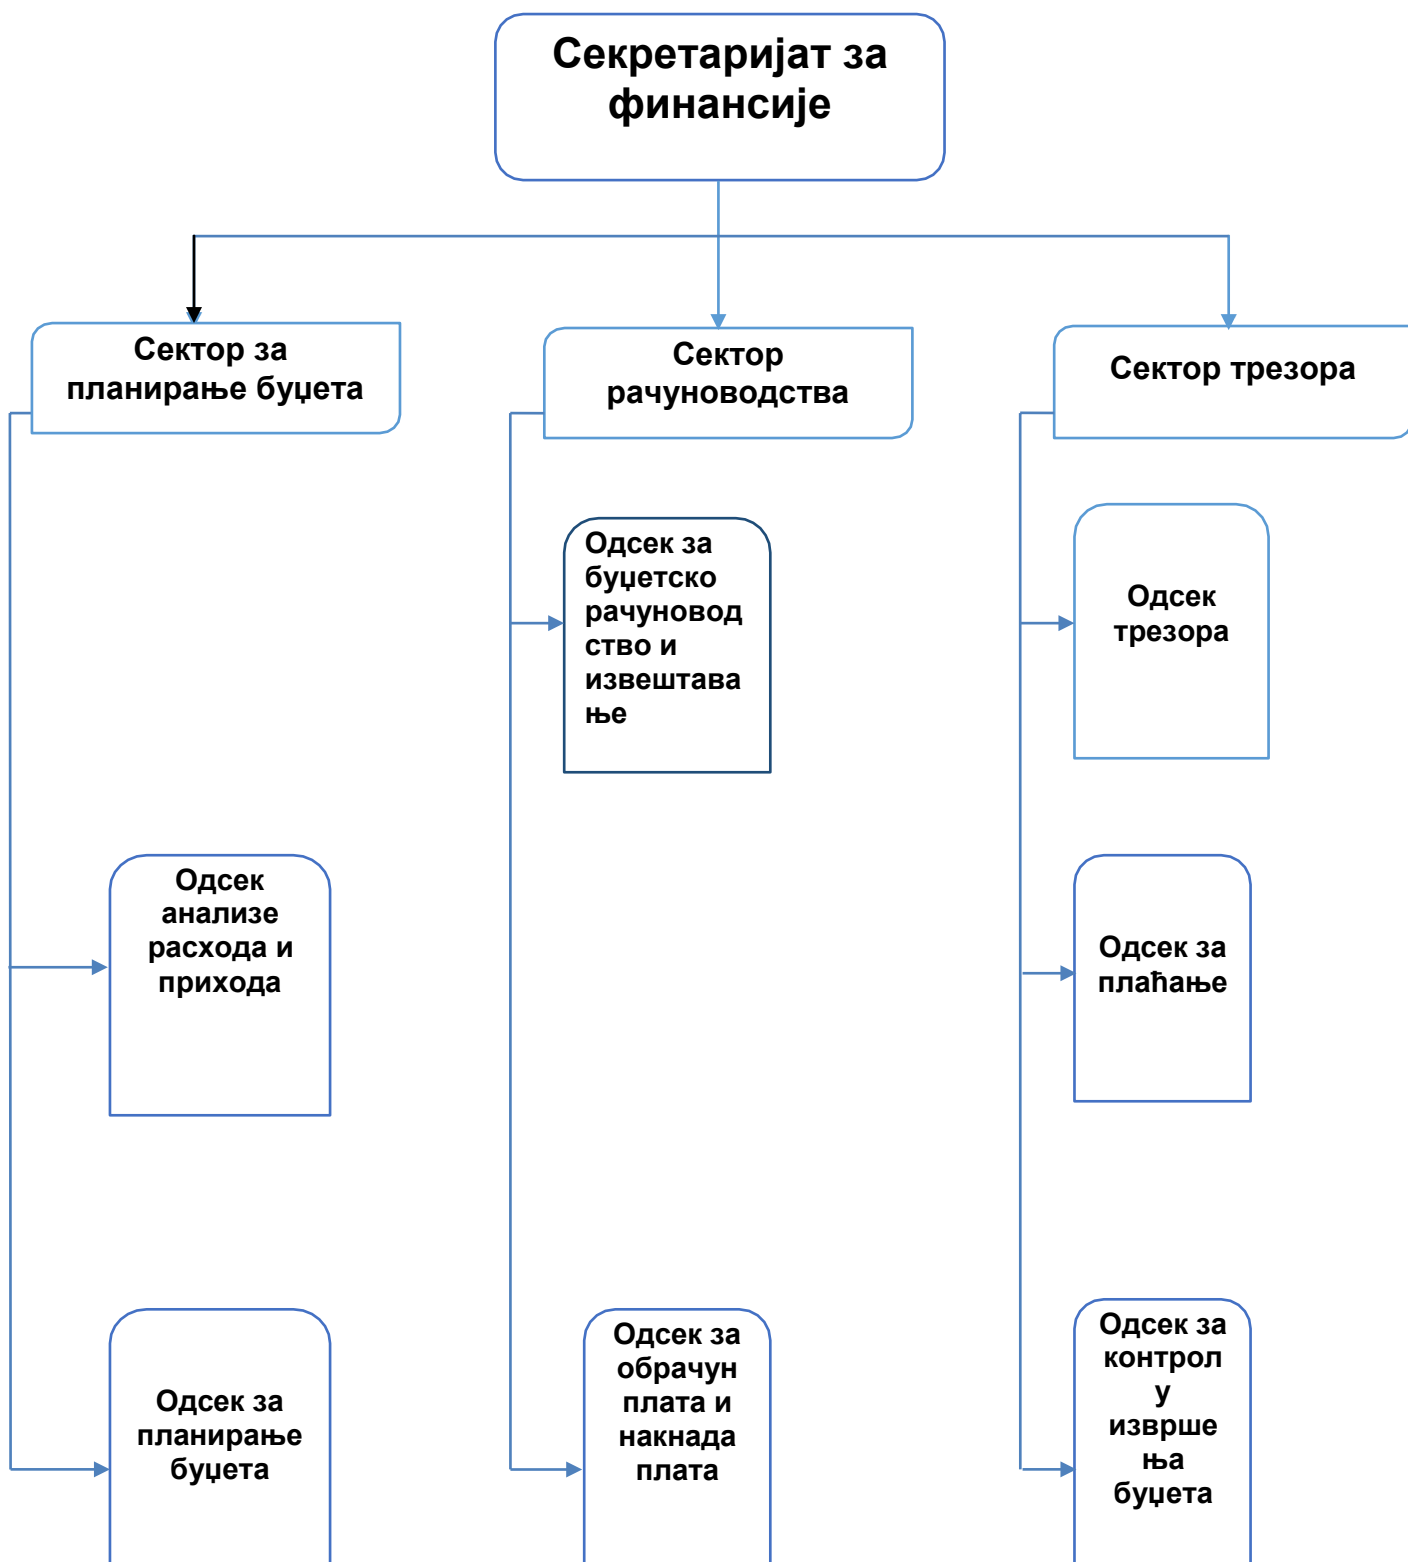 Секретаријат за
финансије
Сектор за
планирање буџета
Сектор
рачуноводства
Сектор трезора
Одсек за
буџетско
рачуновод
ство и
извештава
ње
Одсек
трезора
Одсек
анализе
расхода и
прихода
Одсек за
плаћање
Одсек за
планирање
буџета
Одсек за
обрачун
плата и
накнада
плата
Одсек за
контрол
у
изврше
ња
буџета